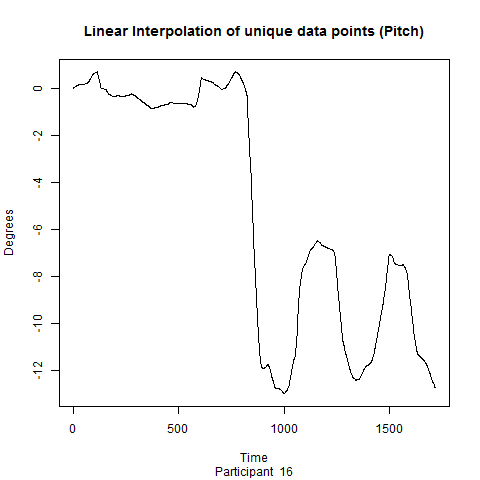 Linear Interpolation of unique data points (Pitch)
Degrees
0
-2
-4
-6
-8
-10
-12
0 500 1000 1500
Time
Participant 16